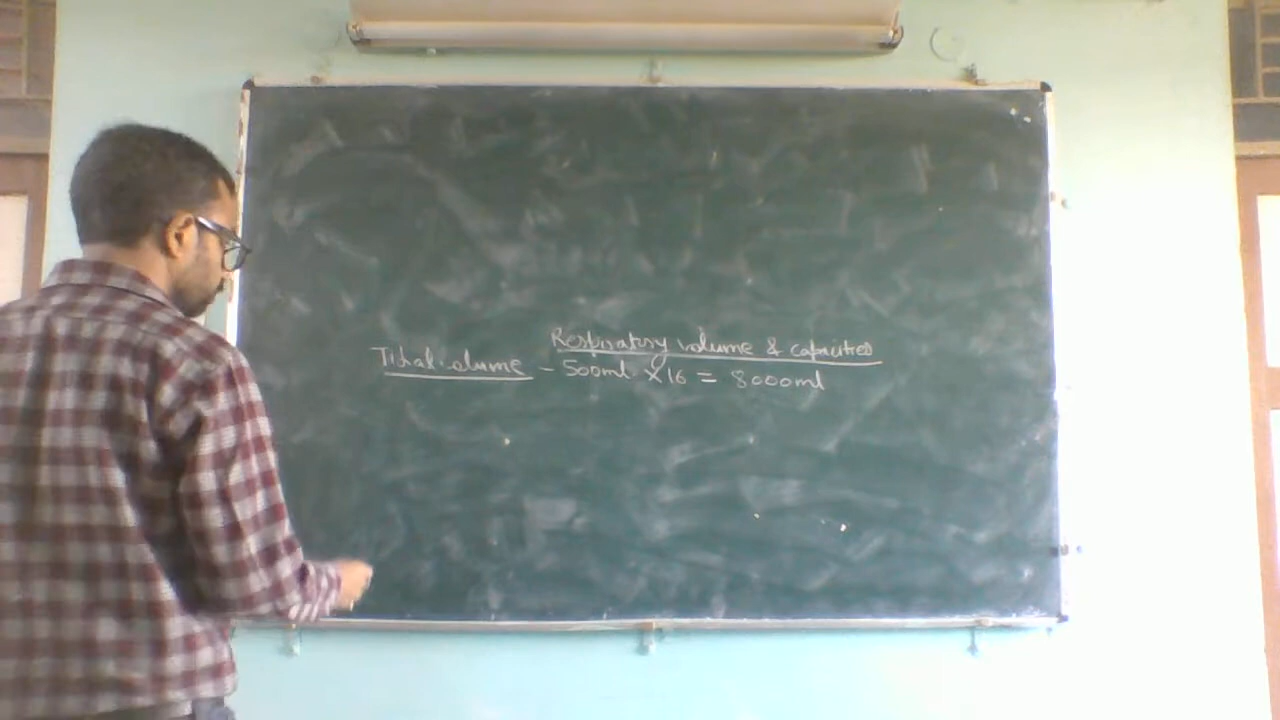 Respiratory volume & capacities
Tidal volume - 500ml × 16 = 8000ml